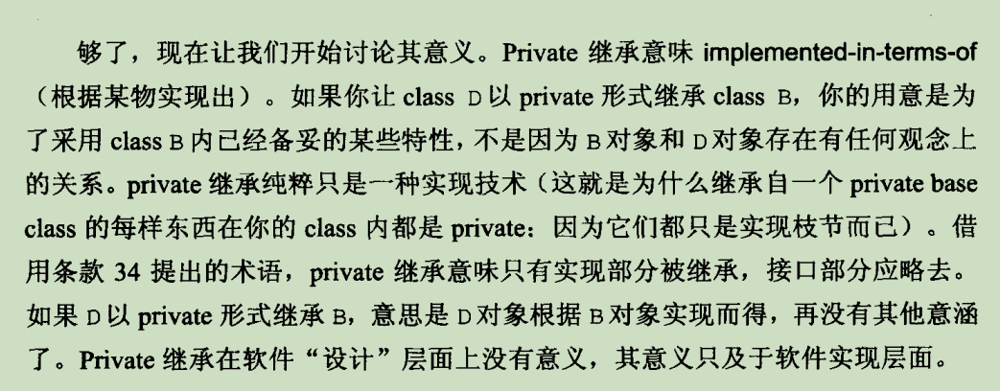 够了，现在让我们开始讨论其意义。Private 继承意味 implemented-in-terms-of
（根据某物实现出）。如果你让 class D 以 private 形式继承 class B，你的用意是为
了采用 class B 内已经备妥的某些特性，不是因为 B 对象和 D 对象存在有任何观念上
的关系。private 继承纯粹只是一种实现技术（这就是为什么继承自一个 private base
class 的每样东西在你的 class 内都是 private：因为它们都只是实现枝节而已）。借
用条款 34 提出的术语，private 继承意味只有实现部分被继承，接口部分应略去。
如果 D 以 private 形式继承 B，意思是 D 对象根据 B 对象实现而得，再没有其他意涵
了。Private 继承在软件“设计”层面上没有意义，其意义只及于软件实现层面。